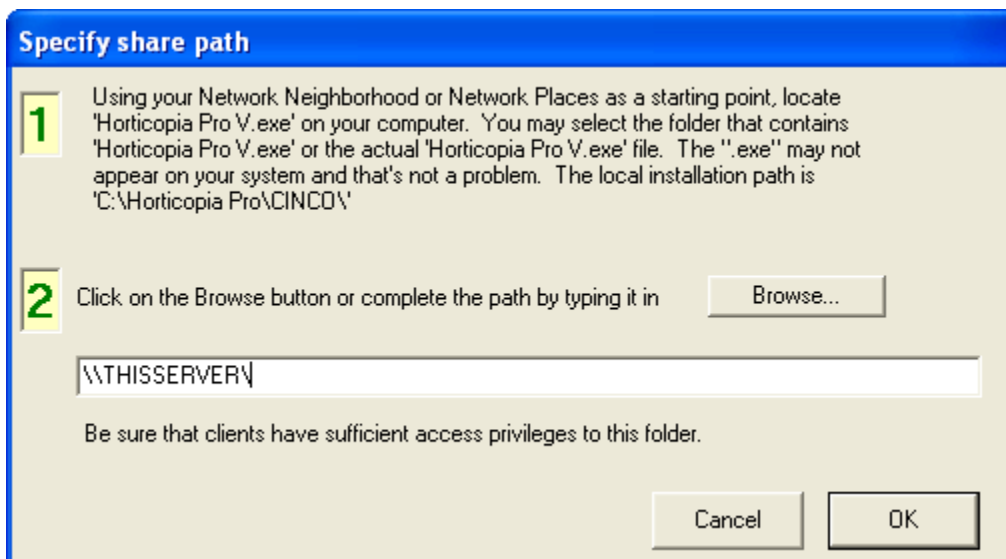 Specify share path
1
Using your Network Neighborhood or Network Places as a starting point, locate
'Horticopia Pro V.exe' on your computer.  You may select the folder that contains
'Horticopia Pro V.exe' or the actual 'Horticopia Pro V.exe' file.  The ".exe" may not
appear on your system and that's not a problem.  The local installation path is
'C:\Horticopia Pro\CINCO\'
2
Click on the Browse button or complete the path by typing it in
Browse...
\\THISSERVER\
Be sure that clients have sufficient access privileges to this folder.
Cancel
OK